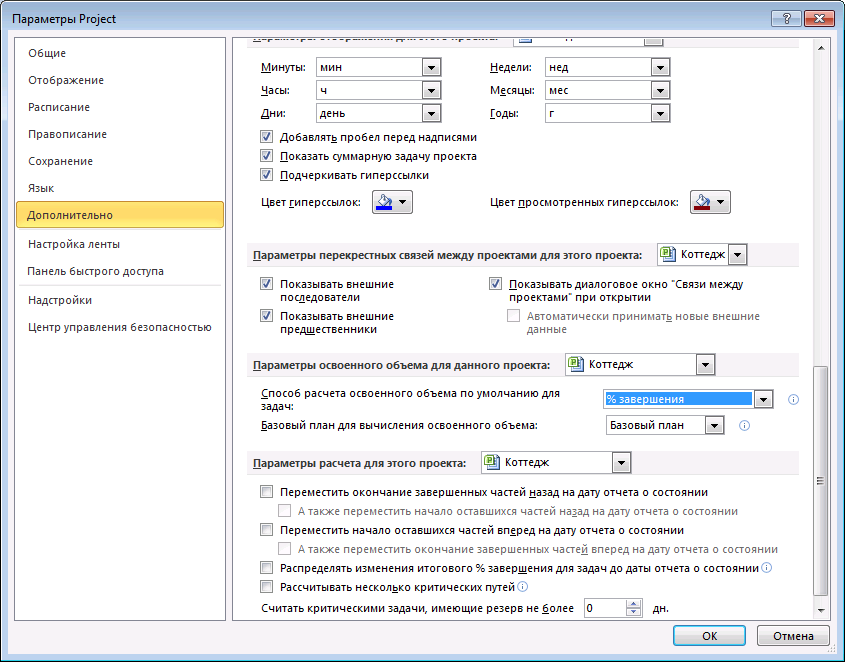 Параметры Project
Общие
Отображение
Расписание
Правописание
Сохранение
Язык
Дополнительно
Настройка ленты
Панель быстрого доступа
Надстройки
Центр управления безопасностью
Минуты: мин Недели: нед
Часы: ч Месяцы: мес
Дни: день Годы: г
Добавлять пробел перед надписями
Показать суммарную задачу проекта
Подчеркивать гиперссылки
Цвет гиперссылок: Цвет просмотренных гиперссылок:
Параметры перекрестных связей между проектами для этого проекта: Коттедж
Показывать внешние
последователи
Показывать внешние
предшественники
Показывать диалоговое окно "Связи между
проектами" при открытии
Автоматически принимать новые внешние
данные
Параметры освоенного объема для данного проекта: Коттедж
Способ расчета освоенного объема по умолчанию для
задач: % завершения
Базовый план для вычисления освоенного объема: Базовый план
Параметры расчета для этого проекта: Коттедж
Переместить окончание завершенных частей назад на дату отчета о состоянии
А также переместить начало оставшихся частей назад на дату отчета о состоянии
Переместить начало оставшихся частей вперед на дату отчета о состоянии
А также переместить окончание завершенных частей вперед на дату отчета о состоянии
Распределять изменения итогового % завершения для задач до даты отчета о состоянии
Рассчитывать несколько критических путей
Считать критическими задачи, имеющие резерв не более 0 дн.
ОК Отмена